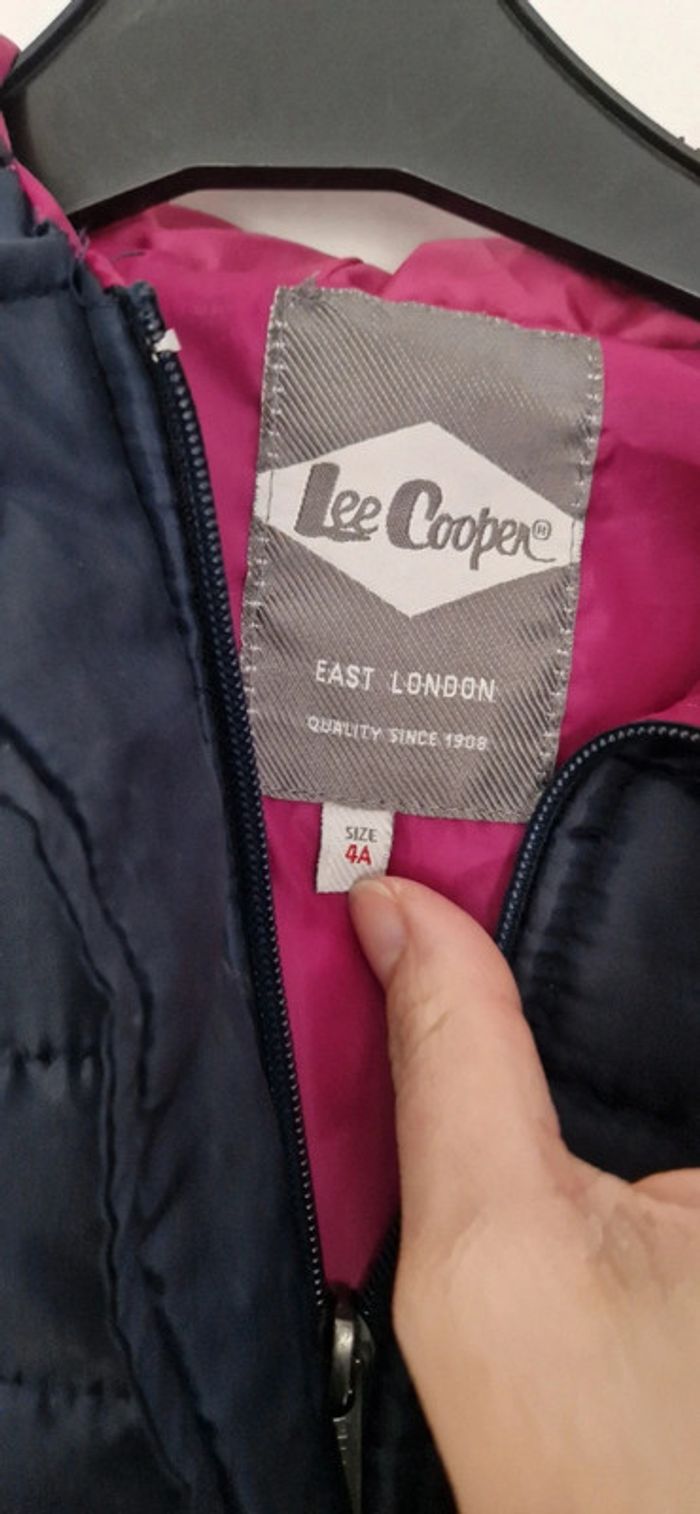 Lee Cooper®
EAST LONDON
QUALITY SINCE 1908
SIZE
4A